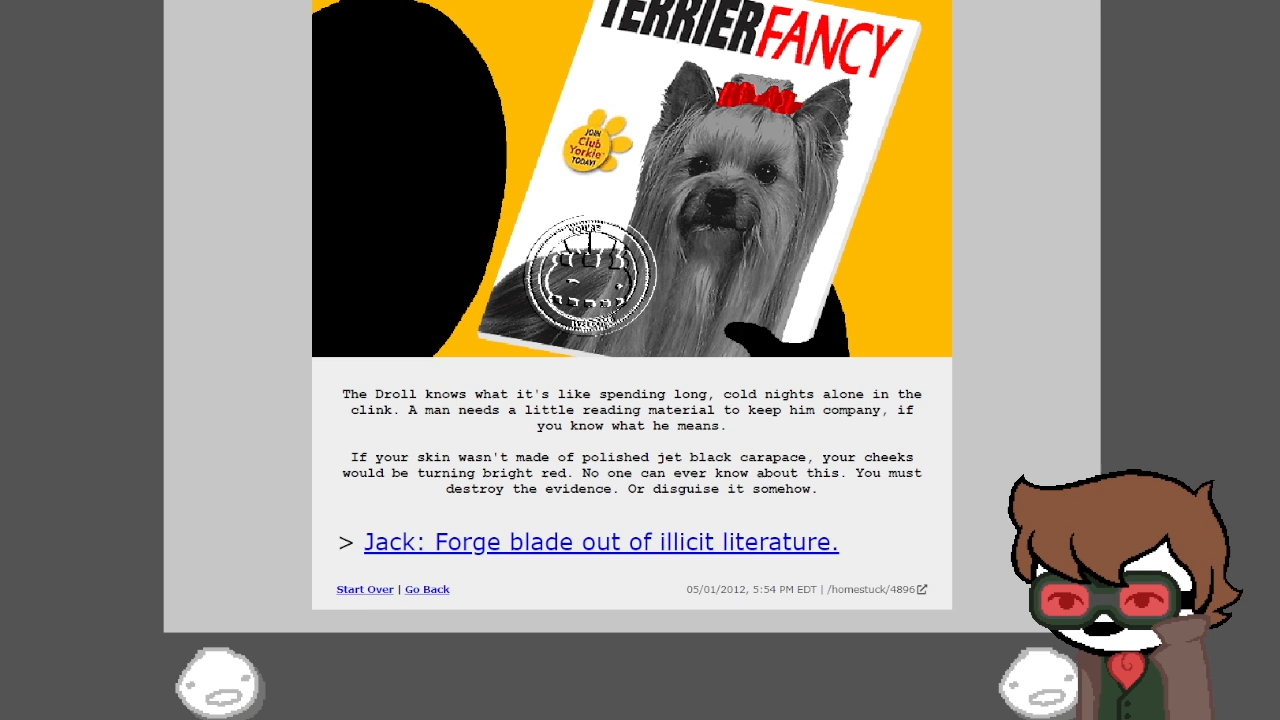 TERRIERFANCY
JOIN
Club
Yorkie
TODAY!
YOU'RE
The Droll knows what it's like spending long, cold nights alone in the
clink. A man needs a little reading material to keep him company, if
you know what he means.
If your skin wasn't made of polished jet black carapace, your cheeks
would be turning bright red. No one can ever know about this. You must
destroy the evidence. Or disguise it somehow.
> Jack: Forge blade out of illicit literature.
Start Over | Go Back
05/01/2012, 5:54 PM EDT | /homestuck/4896